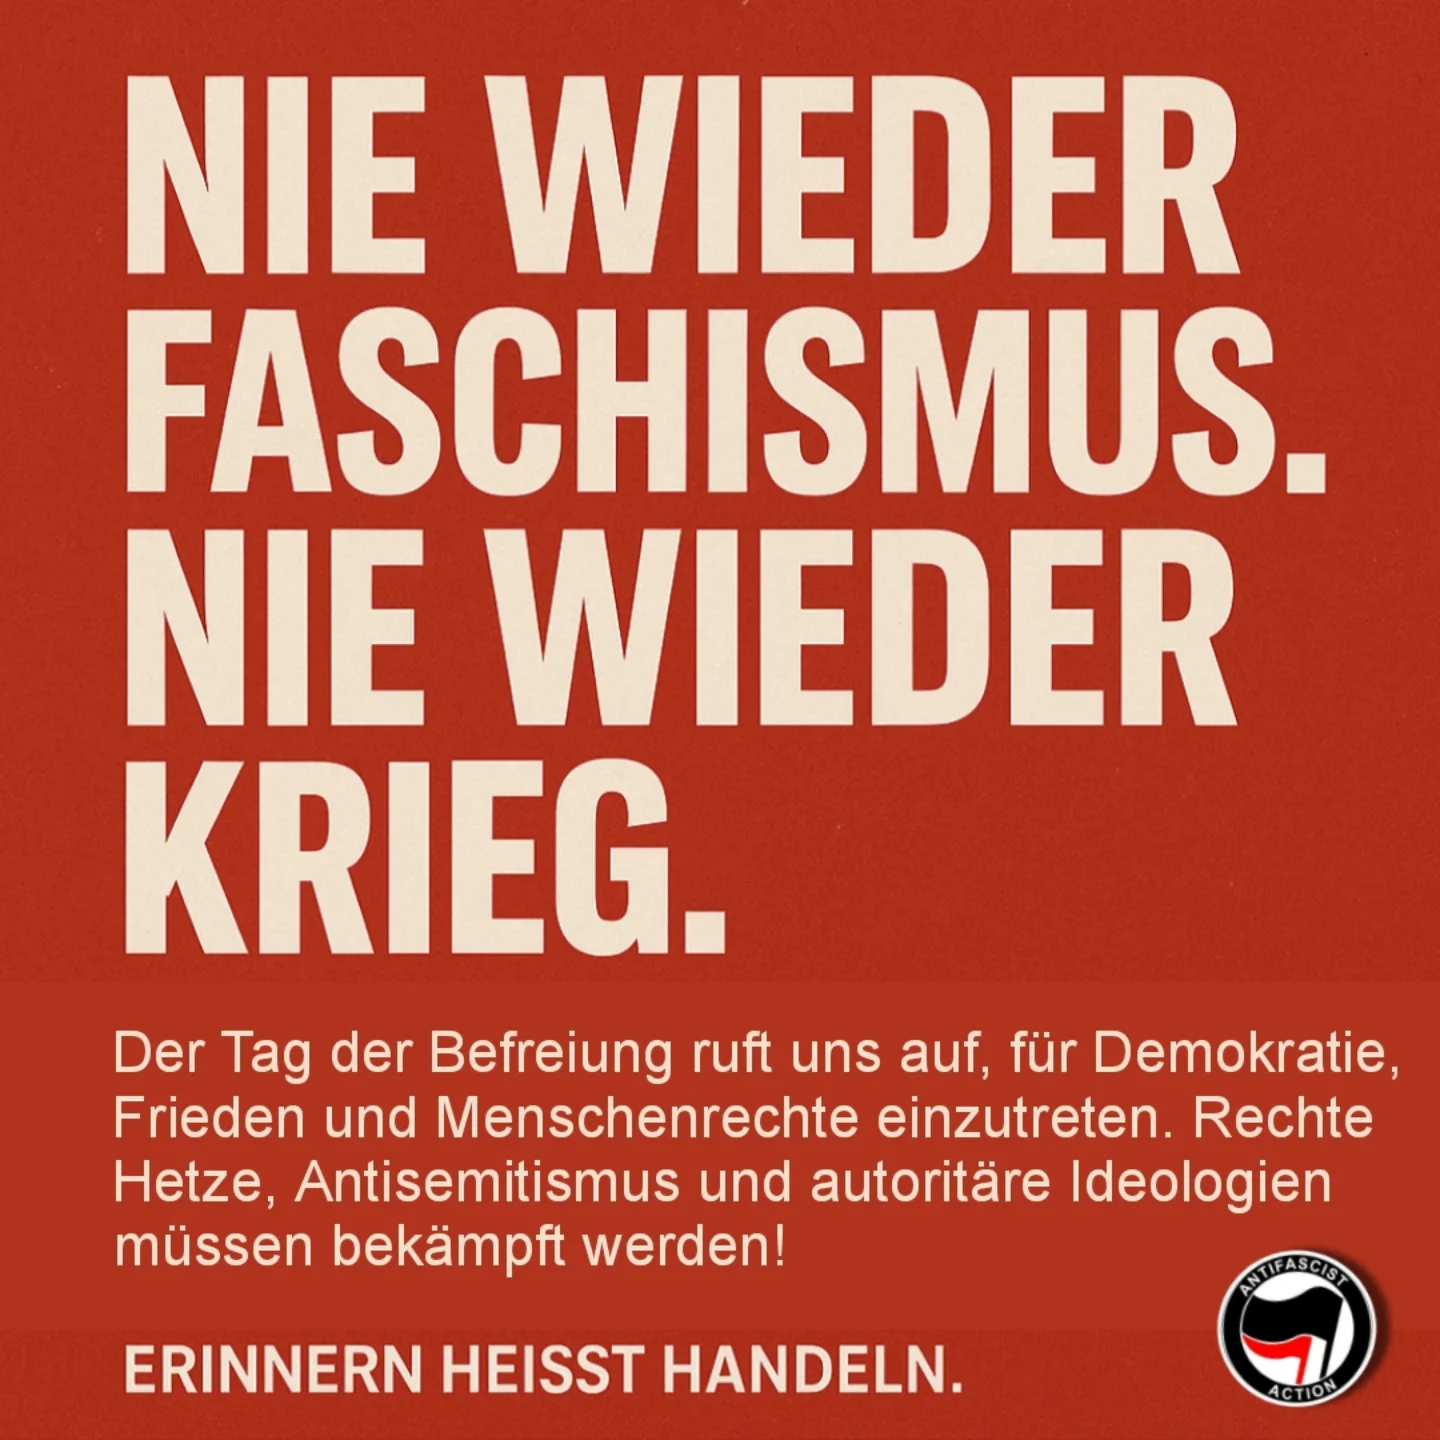 NIE WIEDER
FASCHISMUS.
NIE WIEDER
KRIEG.
Der Tag der Befreiung ruft uns auf, für Demokratie,
Frieden und Menschenrechte einzutreten. Rechte
Hetze, Antisemitismus und autoritäre Ideologien
müssen bekämpft werden!
ERINNERN HEISST HANDELN.
ANTIFASCIST
ACTION